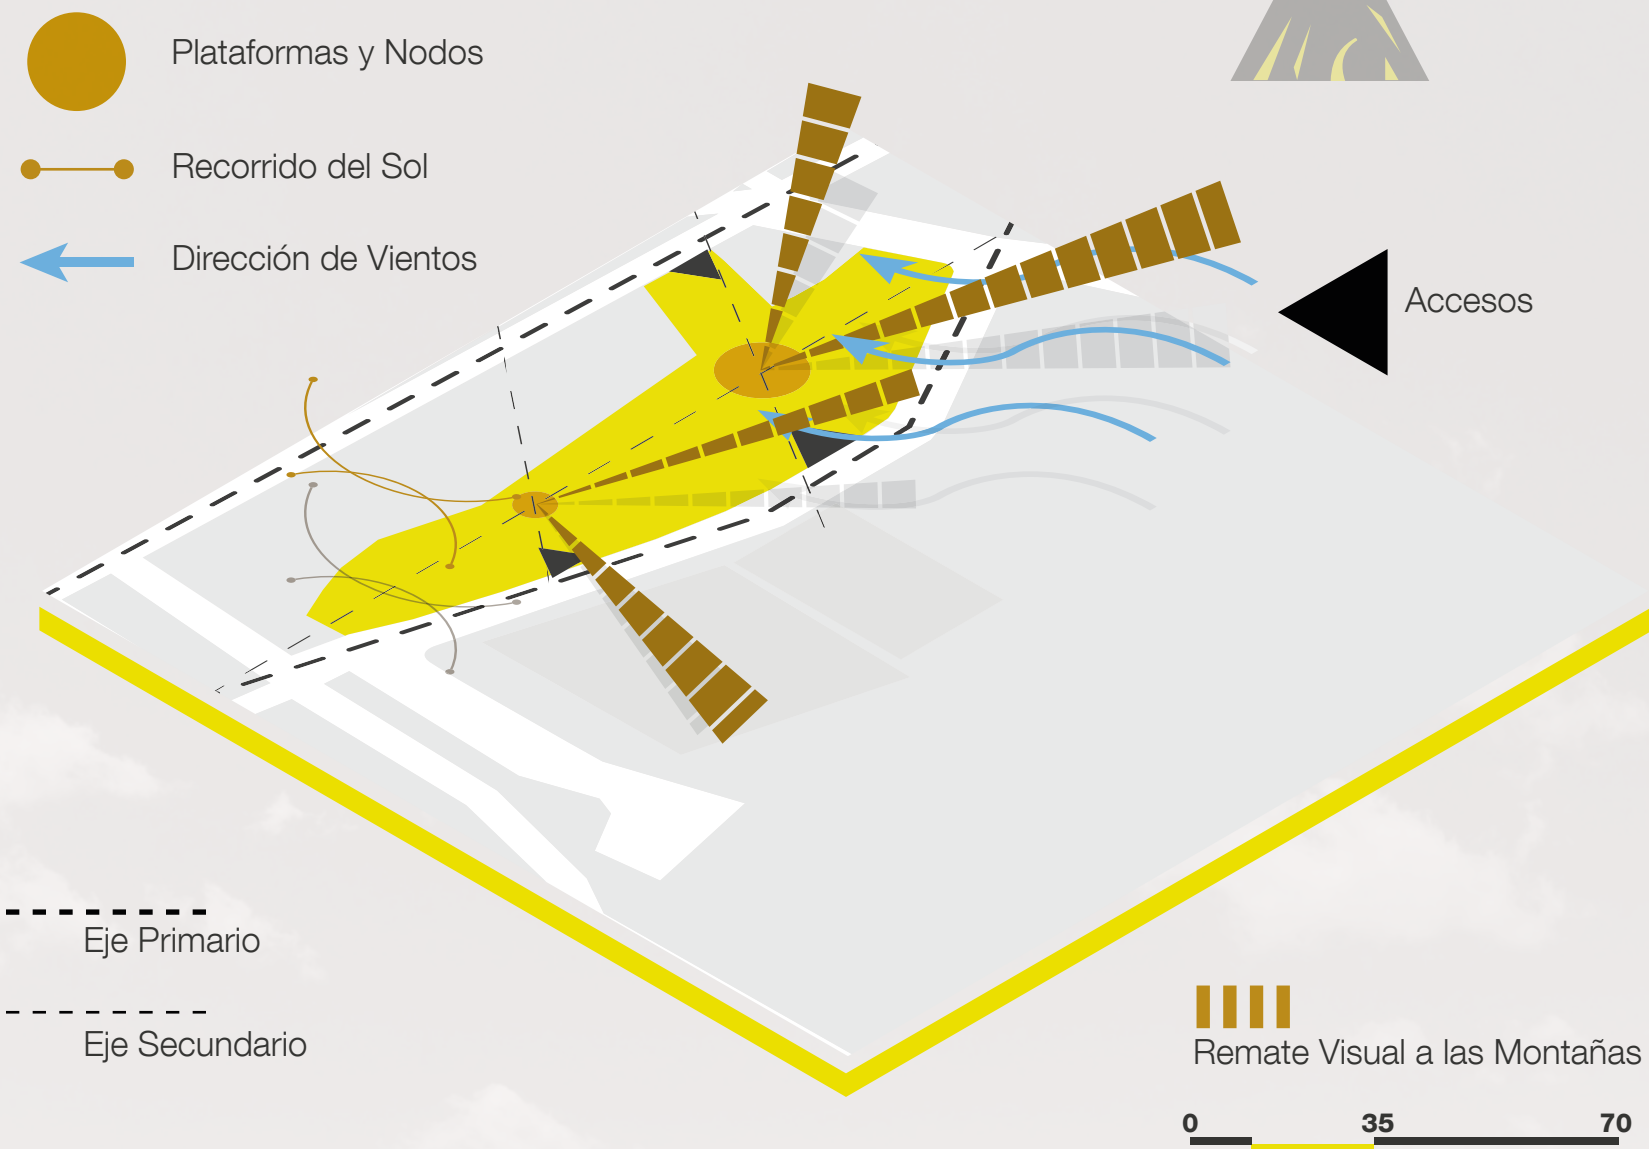 Plataformas y Nodos
Recorrido del Sol
Dirección de Vientos
Accesos
Eje Primario
Eje Secundario
Remate Visual a las Montañas
0 35 70